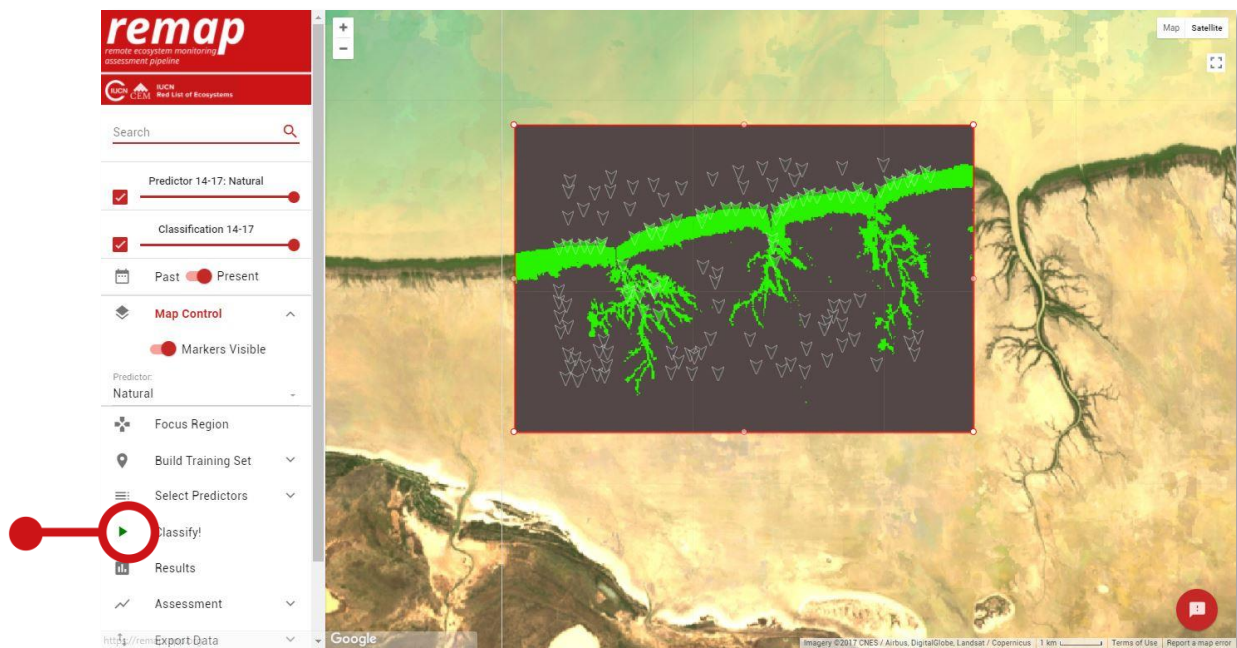 remap
remote ecosystem monitoring
assessment pipeline
IUCN
CEM
IUCN
Red List of Ecosystems
Search
Predictor 14-17: Natural
Classification 14-17
Past Present
Map Control
Markers Visible
Predictor:
Natural
Focus Region
Build Training Set
Select Predictors
Classify!
Results
Assessment
Export Data
Map Satellite
Google
Imagery ©2017 CNES / Airbus, DigitalGlobe, Landsat / Copernicus 1 km Terms of Use Report a map error